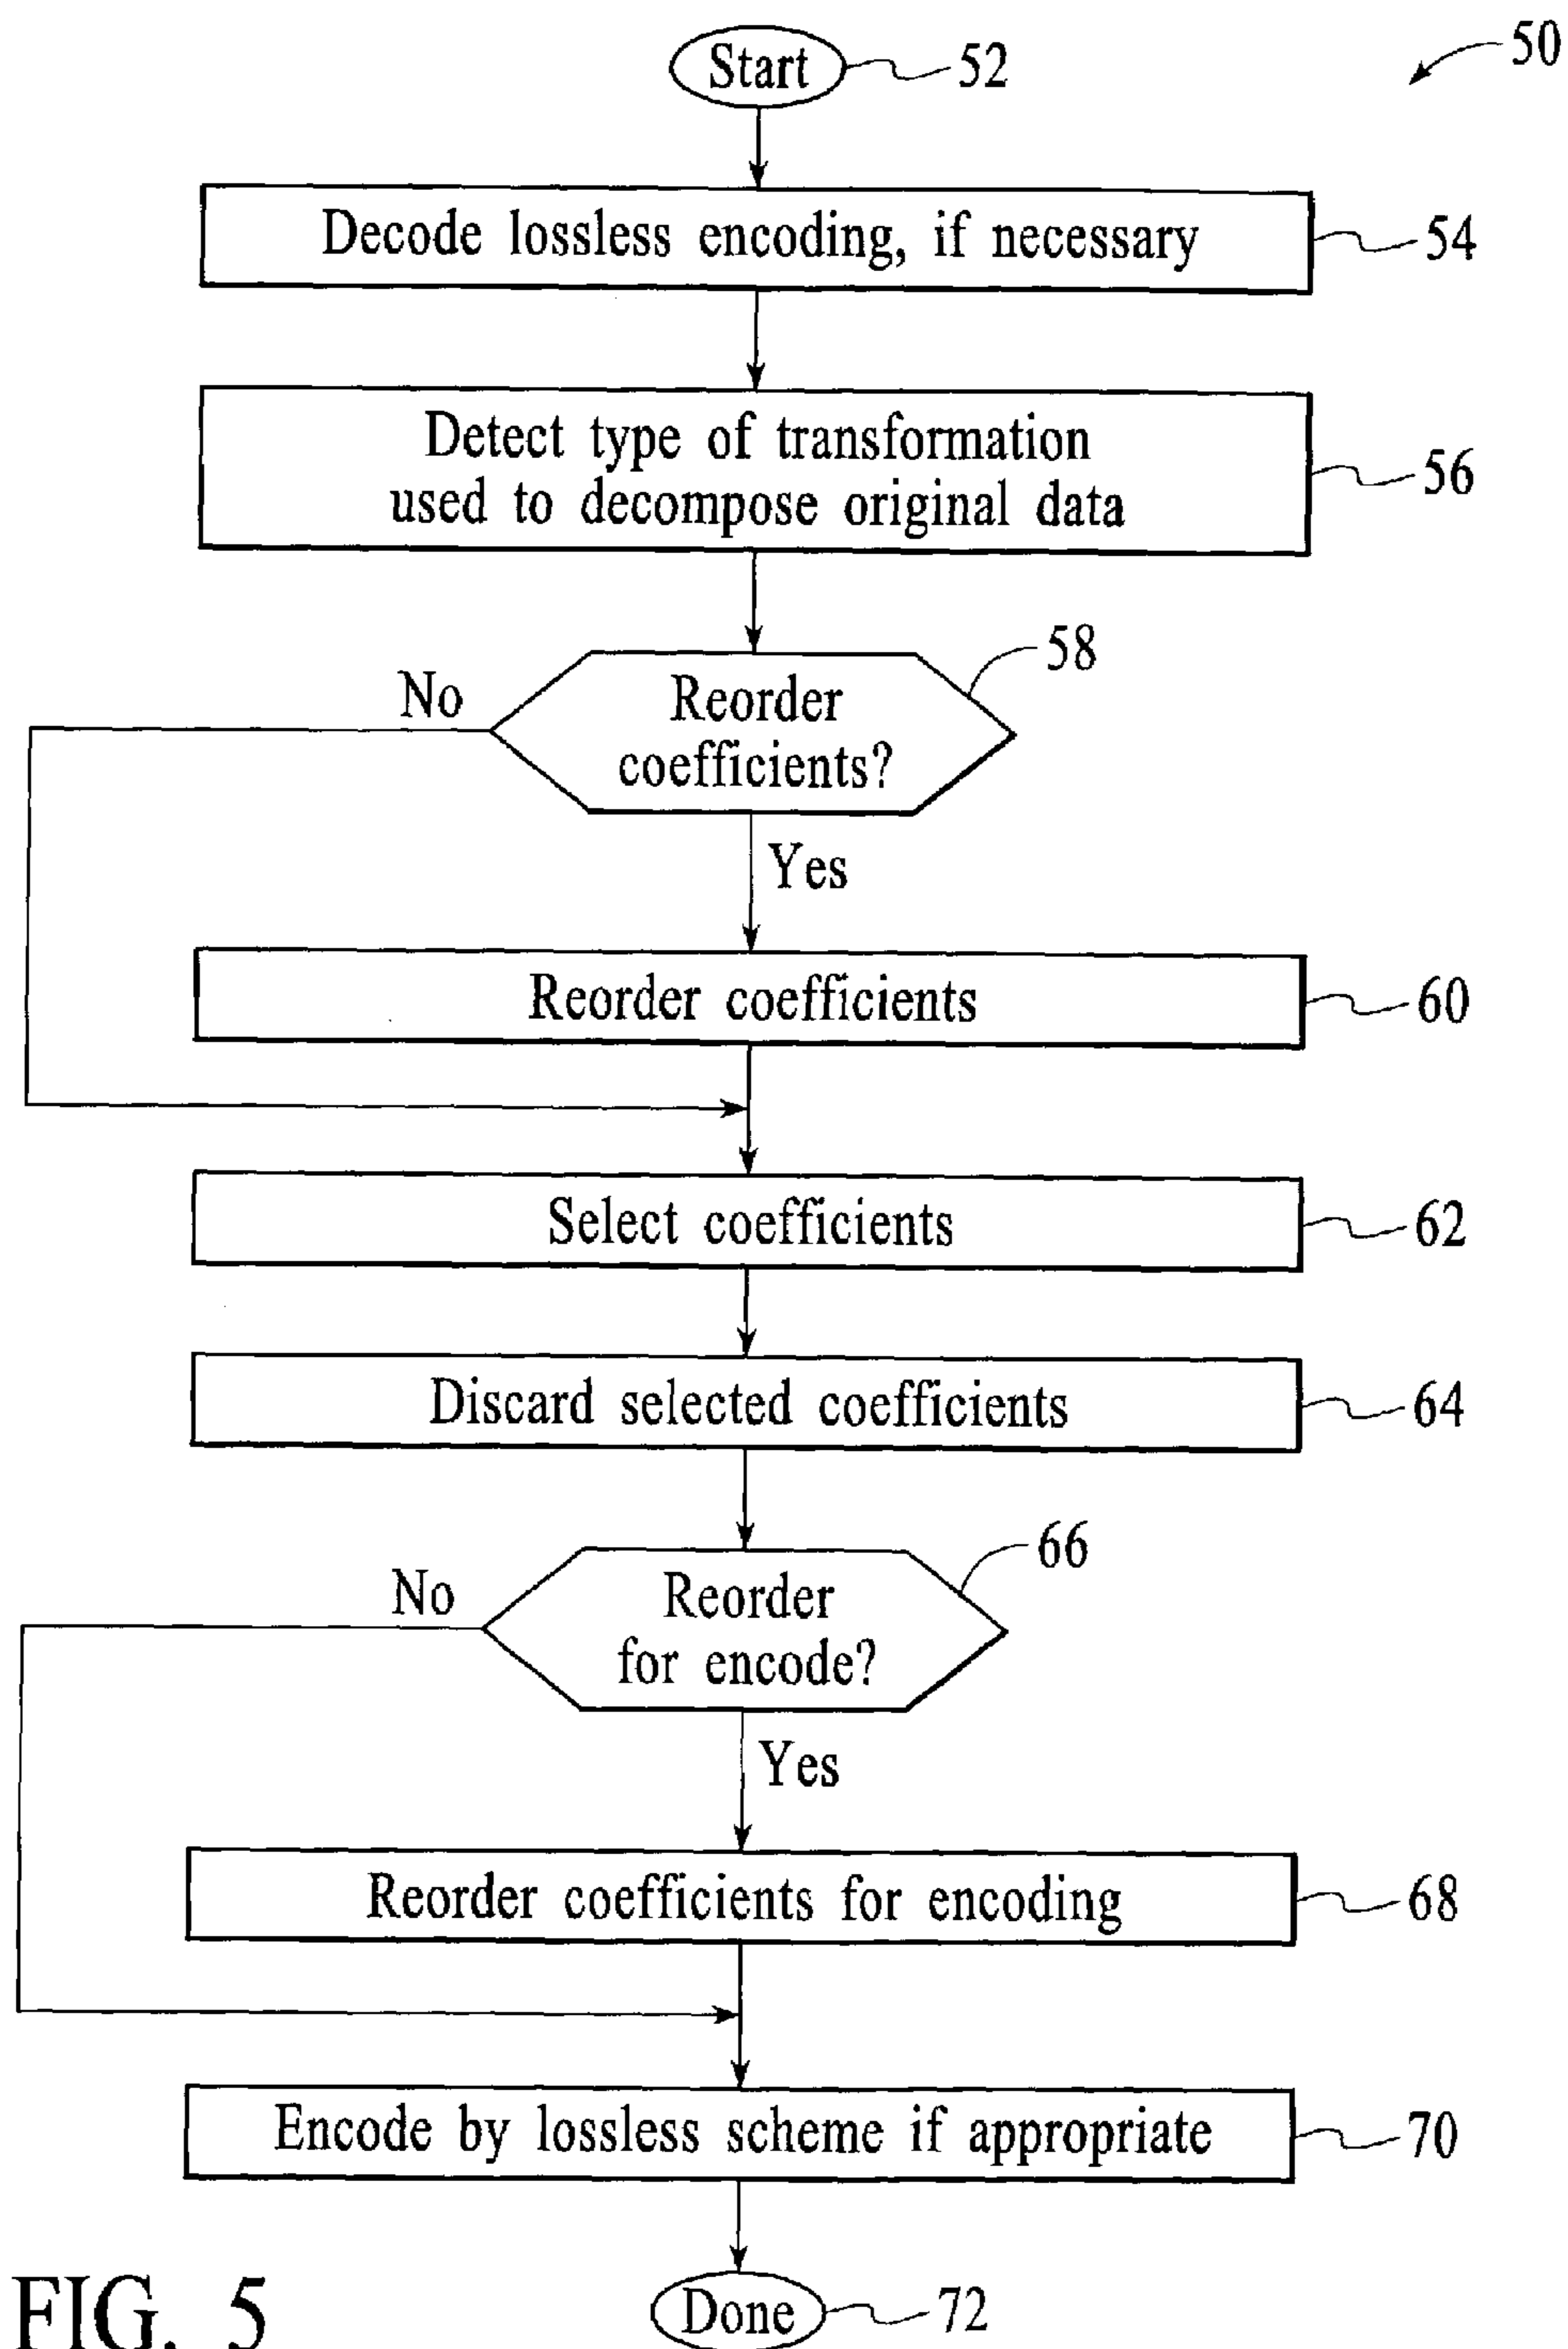 Start
52
50
Decode lossless encoding, if necessary
54
Detect type of transformation
used to decompose original data
56
58
No
Reorder
coefficients?
Yes
Reorder coefficients
60
Select coefficients
62
Discard selected coefficients
64
66
No
Reorder
for encode?
Yes
Reorder coefficients for encoding
68
Encode by lossless scheme if appropriate
70
FIG. 5
Done
72